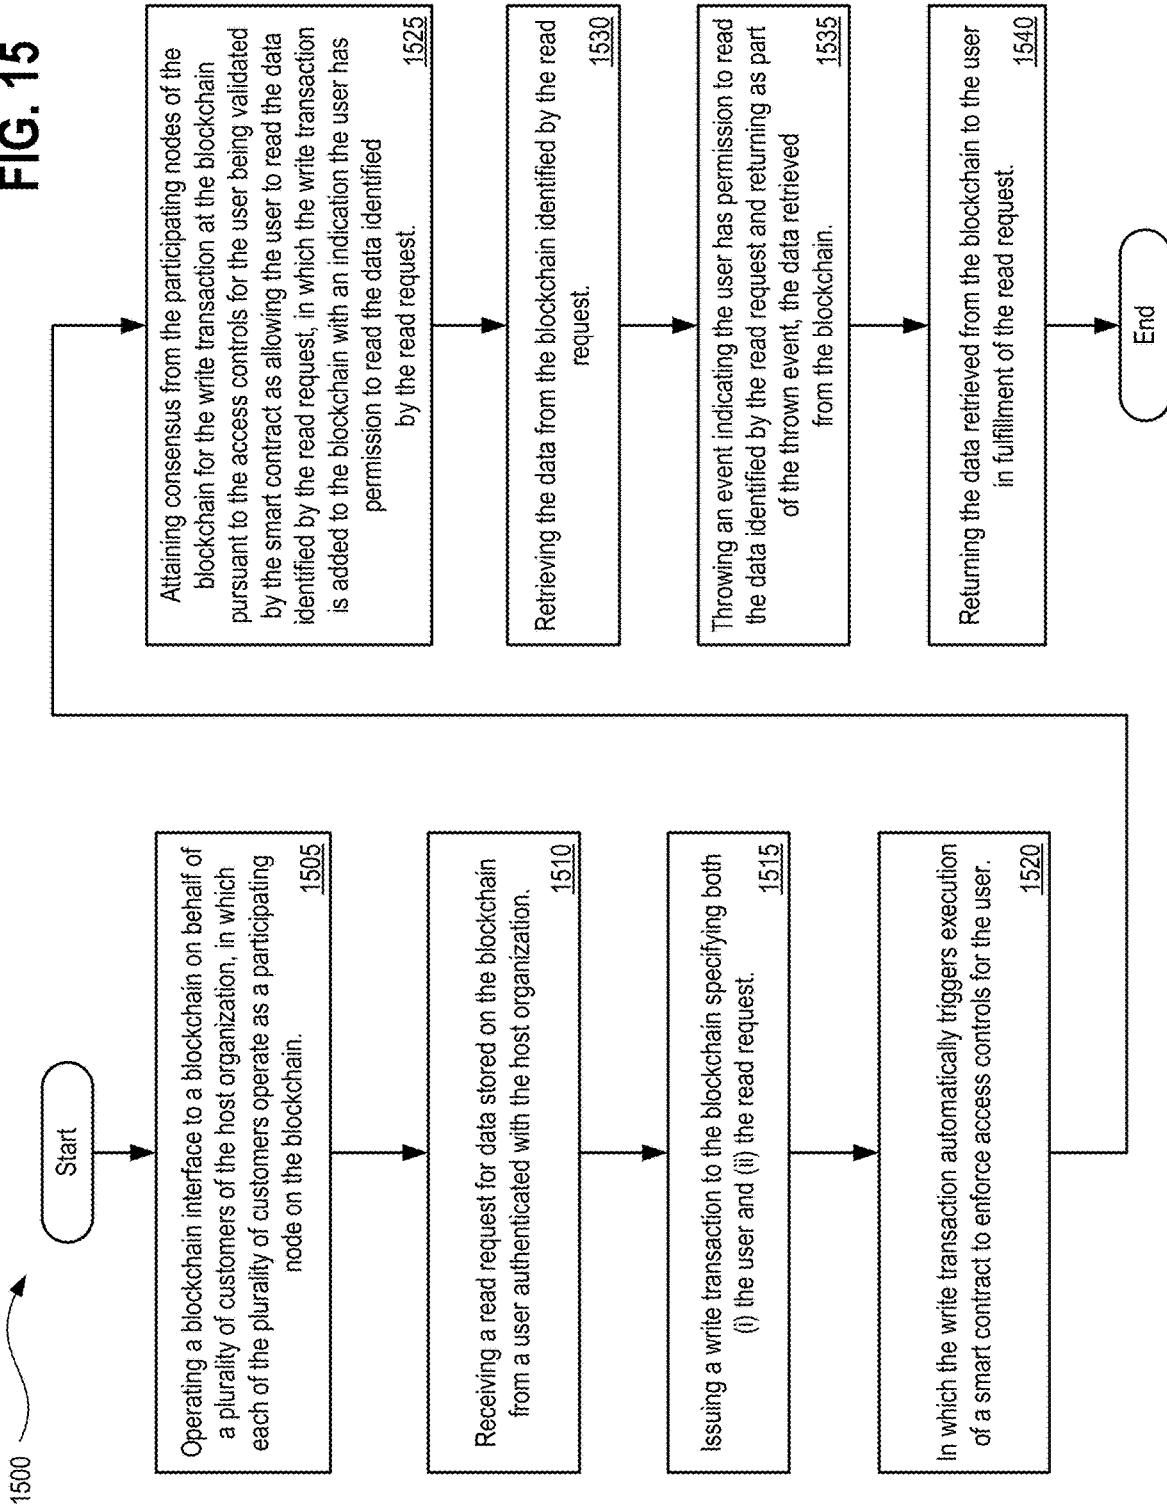 FIG. 15
1500
Start
Operating a blockchain interface to a blockchain on behalf of
a plurality of customers of the host organization, in which
each of the plurality of customers operate as a participating
node on the blockchain.
1505
Receiving a read request for data stored on the blockchain
from a user authenticated with the host organization.
1510
Issuing a write transaction to the blockchain specifying both
(i) the user and (ii) the read request.
1515
In which the write transaction automatically triggers execution
of a smart contract to enforce access controls for the user.
1520
Attaining consensus from the participating nodes of the
blockchain for the write transaction at the blockchain
pursuant to the access controls for the user being validated
by the smart contract as allowing the user to read the data
identified by the read request, in which the write transaction
is added to the blockchain with an indication the user has
permission to read the data identified
by the read request.
1525
Retrieving the data from the blockchain identified by the read
request.
1530
Throwing an event indicating the user has permission to read
the data identified by the read request and returning as part
of the thrown event, the data retrieved
from the blockchain.
1535
Returning the data retrieved from the blockchain to the user
in fulfillment of the read request.
1540
End